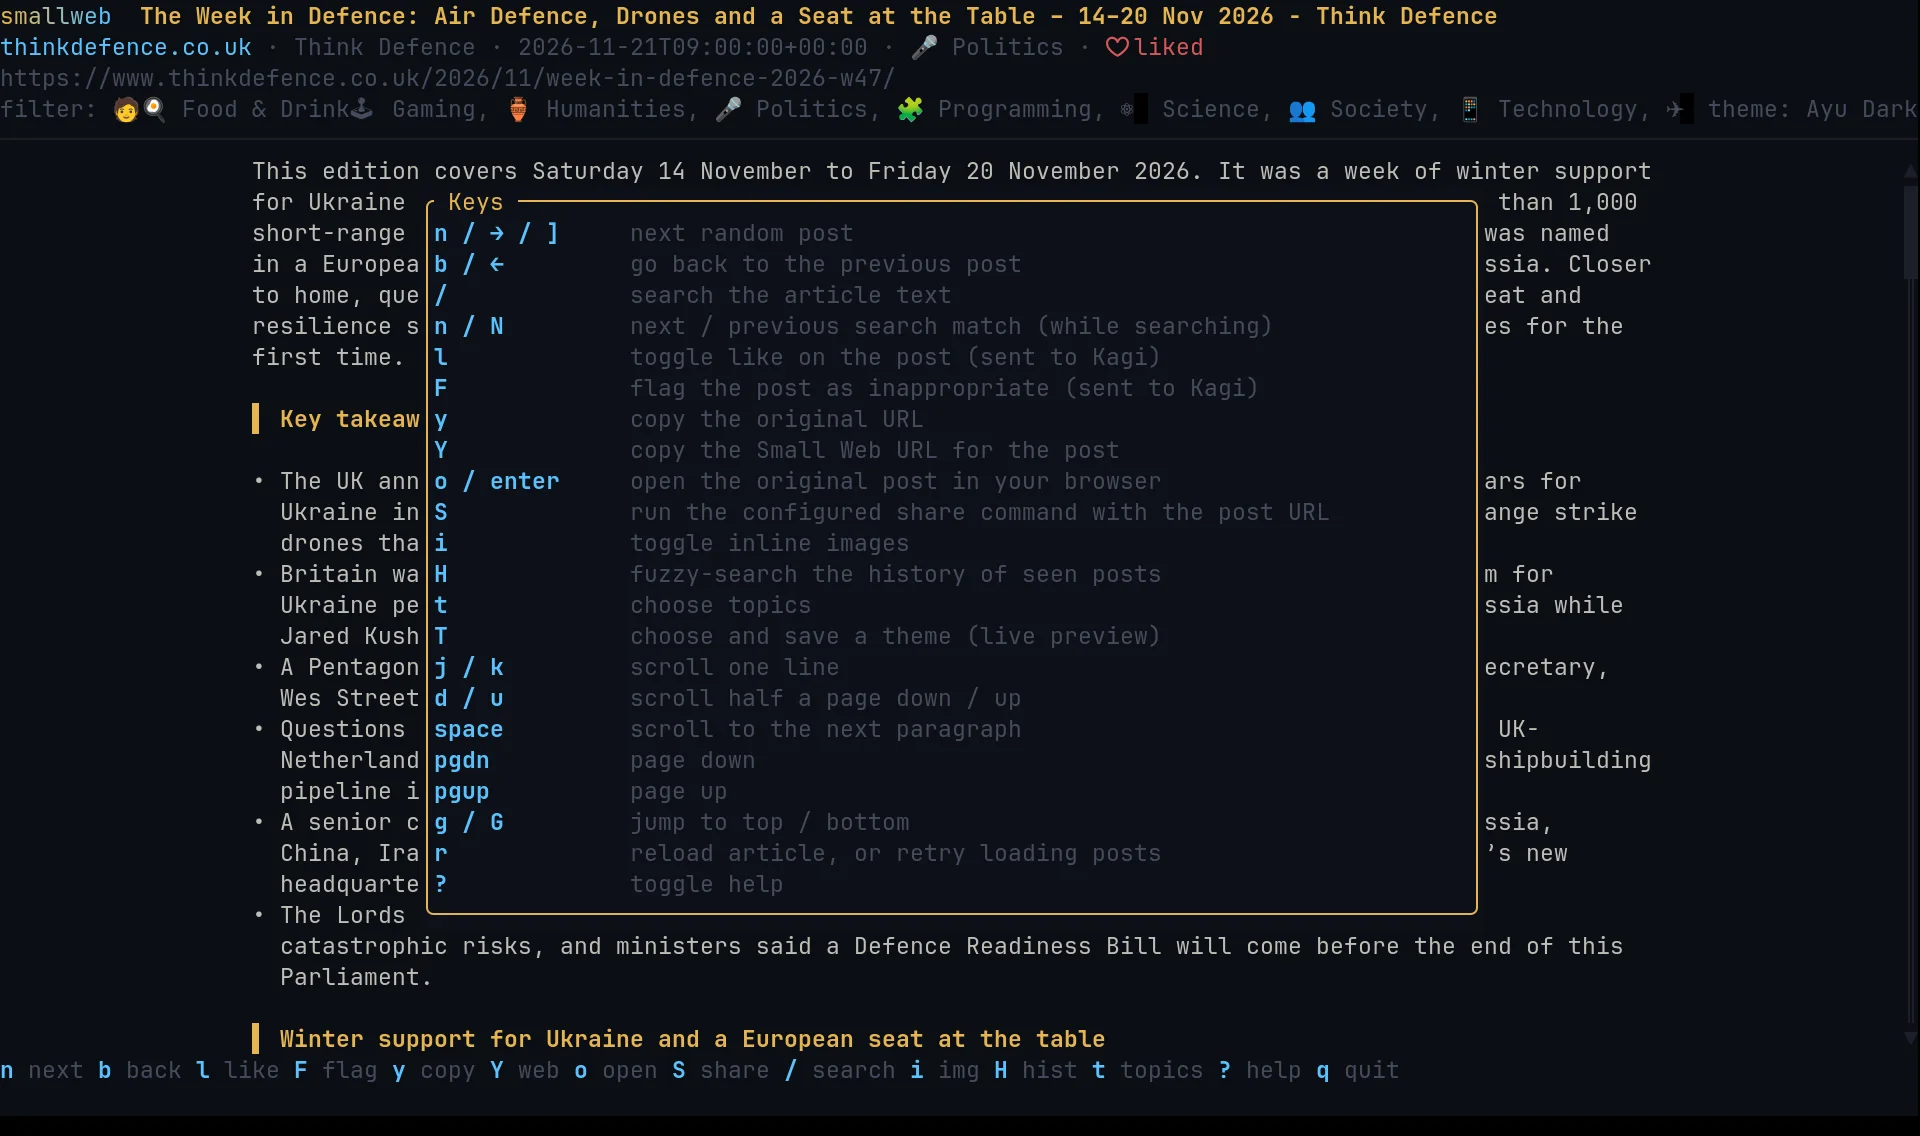 smallweb The Week in Defence: Air Defence, Drones and a Seat at the Table – 14–20 Nov 2026 - Think Defence
thinkdefence.co.uk · Think Defence · 2026-11-21T09:00:00+00:00 · 🎤 Politics · ♡liked
https://www.thinkdefence.co.uk/2026/11/week-in-defence-2026-w47/
filter: 🧑‍🍳 Food & Drink🕹 Gaming, 🏺 Humanities, 🎤 Politics, 🧩 Programming, ⚛ Science, 👥 Society, 📱 Technology, ✈ theme: Ayu Dark
This edition covers Saturday 14 November to Friday 20 November 2026. It was a week of winter support
for Ukraine Keys than 1,000
short-range n / → / ] next random post was named
in a Europea b / ← go back to the previous post ssia. Closer
to home, que / search the article text eat and
resilience s n / N next / previous search match (while searching) es for the
first time. l toggle like on the post (sent to Kagi)
F flag the post as inappropriate (sent to Kagi)
Key takeaw y copy the original URL
Y copy the Small Web URL for the post
• The UK ann o / enter open the original post in your browser ars for
Ukraine in S run the configured share command with the post URL ange strike
drones tha i toggle inline images
• Britain wa H fuzzy-search the history of seen posts m for
Ukraine pe t choose topics ssia while
Jared Kush T choose and save a theme (live preview)
• A Pentagon j / k scroll one line ecretary,
Wes Street d / u scroll half a page down / up
• Questions space scroll to the next paragraph UK-
Netherland pgdn page down shipbuilding
pipeline i pgup page up
• A senior c g / G jump to top / bottom ssia,
China, Ira r reload article, or retry loading posts ’s new
headquarte ? toggle help
• The Lords
catastrophic risks, and ministers said a Defence Readiness Bill will come before the end of this
Parliament.
Winter support for Ukraine and a European seat at the table
n next b back l like F flag y copy Y web o open S share / search i img H hist t topics ? help q quit